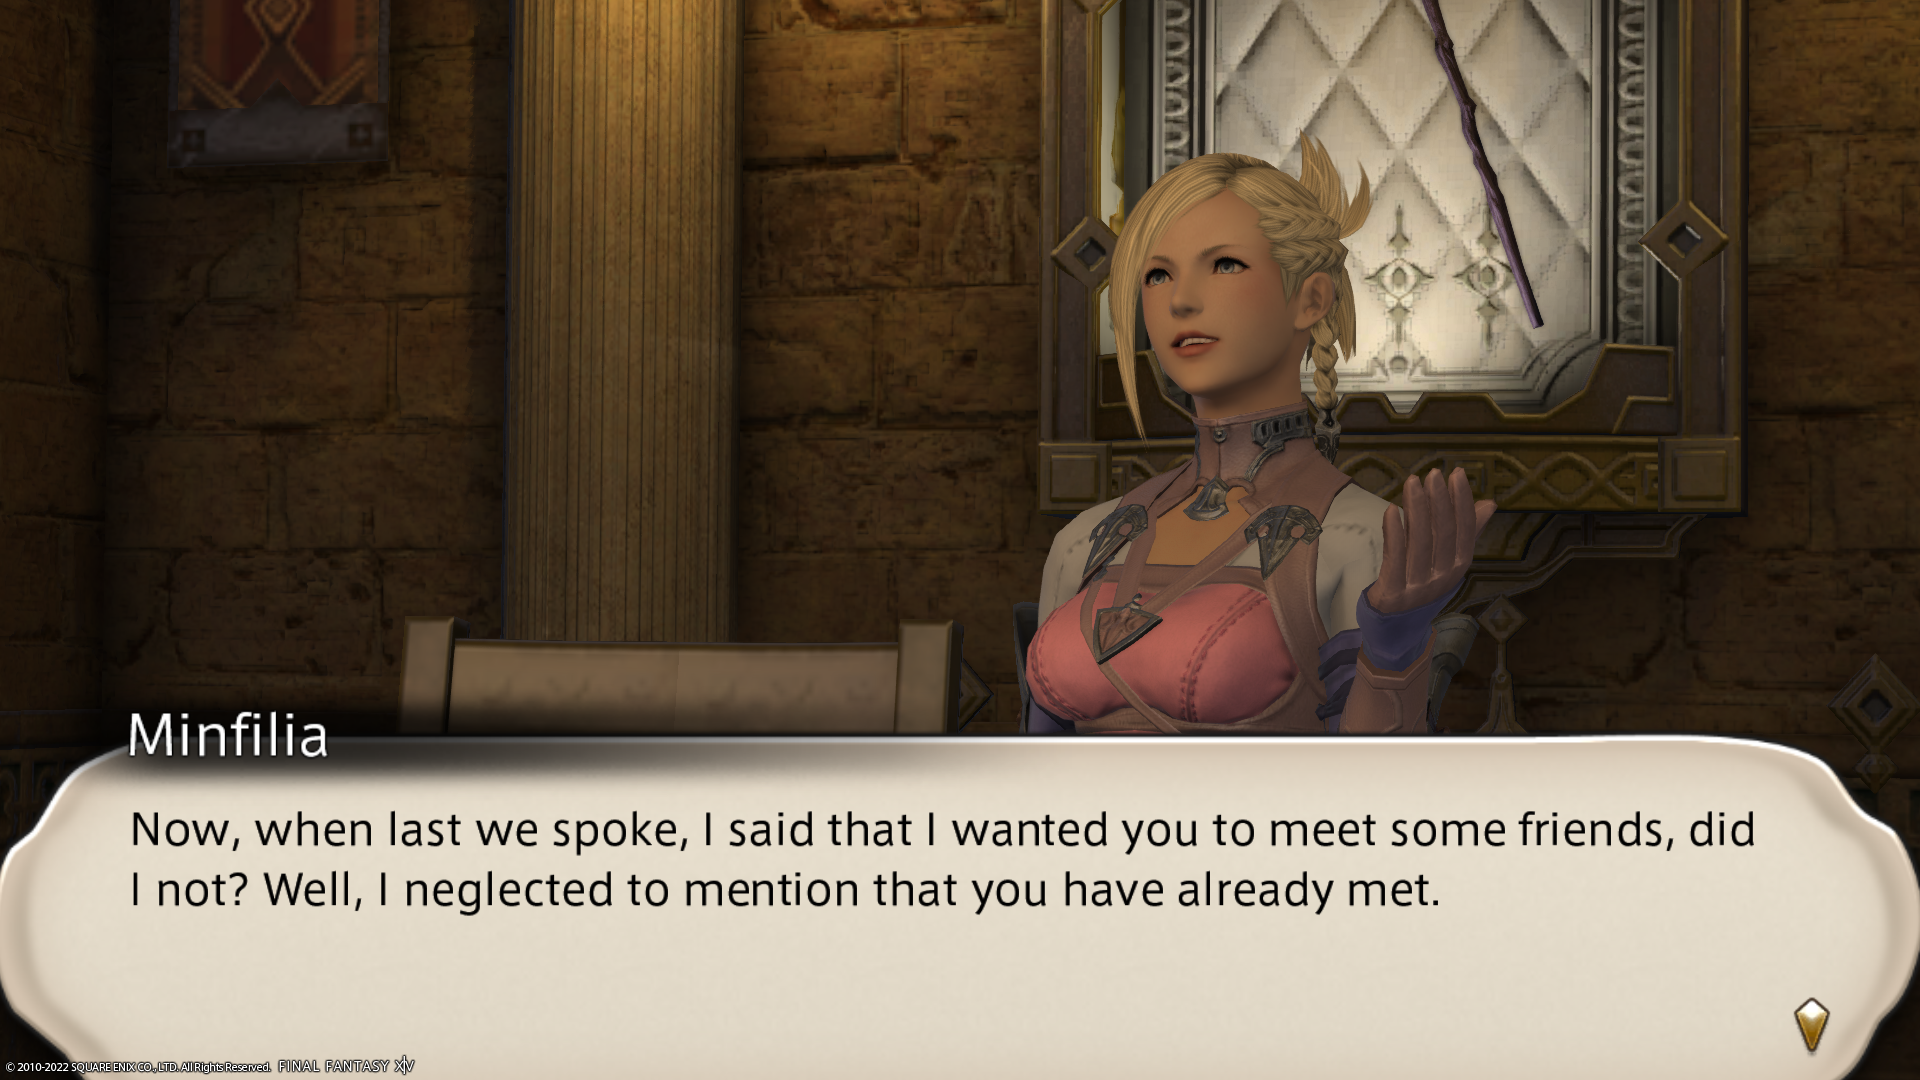 Minfilia
Now, when last we spoke, I said that I wanted you to meet some friends, did
I not? Well, I neglected to mention that you have already met.
© 2010-2022 SQUARE ENIX CO., LTD. All Rights Reserved. FINAL FANTASY XIV